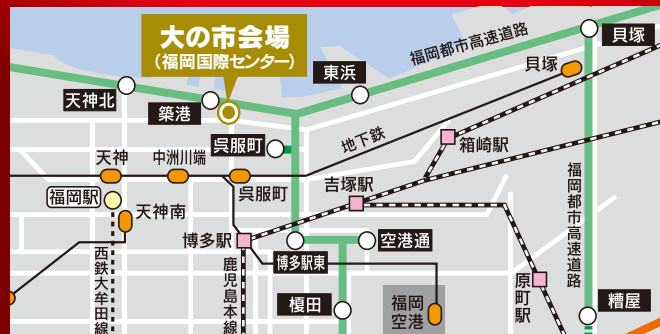 大の市会場
(福岡国際センター)
福岡都市高速道路
貝塚
貝塚
東浜
天神北
築港
呉服町
地下鉄
箱崎駅
天神
中洲川端
呉服町
吉塚駅
福岡都市高速道路
福岡駅
天神南
博多駅
空港通
博多駅東
西鉄大牟田線
鹿児島本線
榎田
福岡
空港
原町駅
糟屋